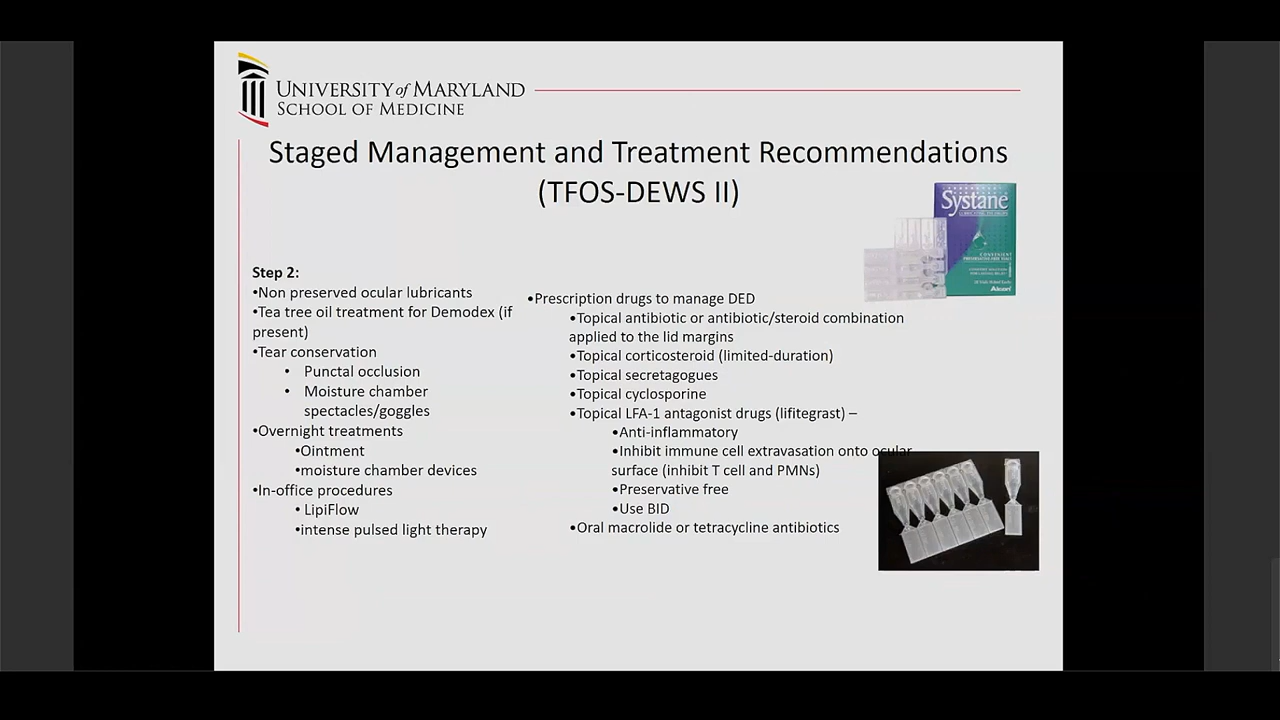 UNIVERSITY of MARYLAND
SCHOOL OF MEDICINE
Staged Management and Treatment Recommendations
(TFOS-DEWS II)
Systane
CONVENIENT
Alcon
Step 2:
•Non preserved ocular lubricants
•Tea tree oil treatment for Demodex (if
present)
•Tear conservation
• Punctal occlusion
• Moisture chamber
spectacles/goggles
•Overnight treatments
•Ointment
•moisture chamber devices
•In-office procedures
• LipiFlow
•intense pulsed light therapy
•Prescription drugs to manage DED
•Topical antibiotic or antibiotic/steroid combination
applied to the lid margins
•Topical corticosteroid (limited-duration)
•Topical secretagogues
•Topical cyclosporine
•Topical LFA-1 antagonist drugs (lifitegrast) –
•Anti-inflammatory
•Inhibit immune cell extravasation onto ocular
surface (inhibit T cell and PMNs)
•Preservative free
•Use BID
•Oral macrolide or tetracycline antibiotics